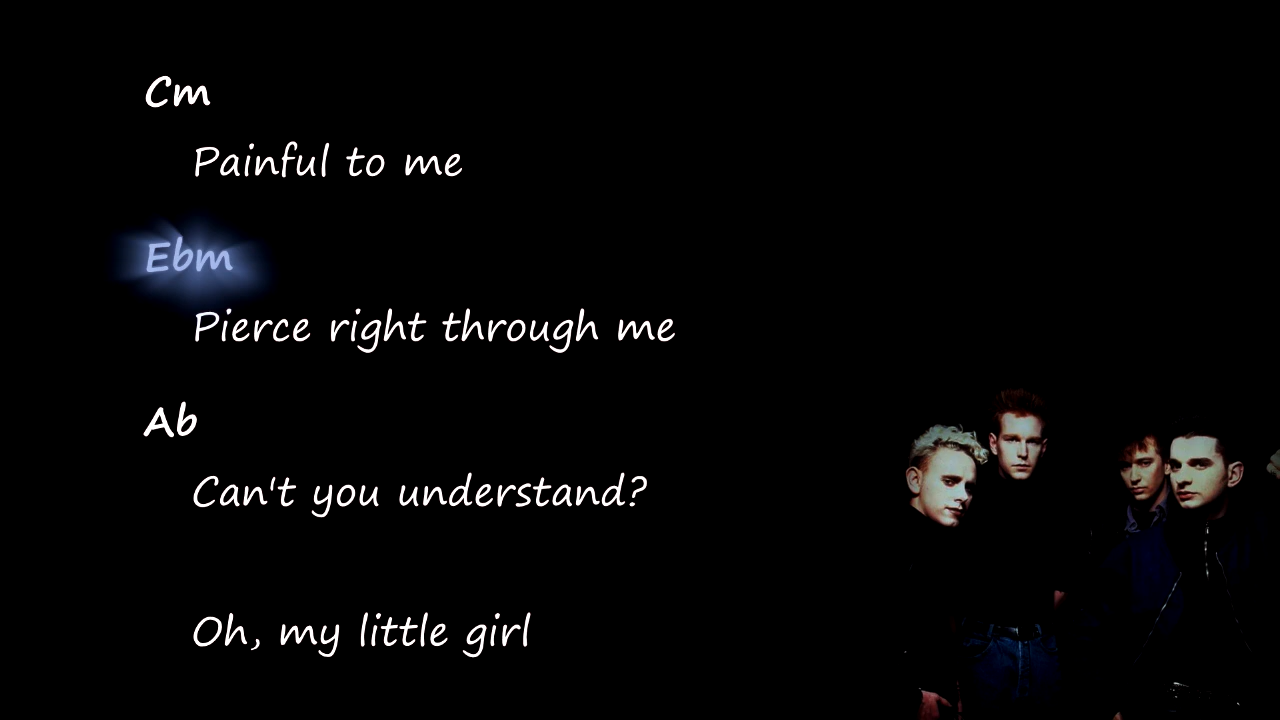 Cm
Painful to me
Ebm
Pierce right through me
Ab
Can't you understand?
Oh, my little girl